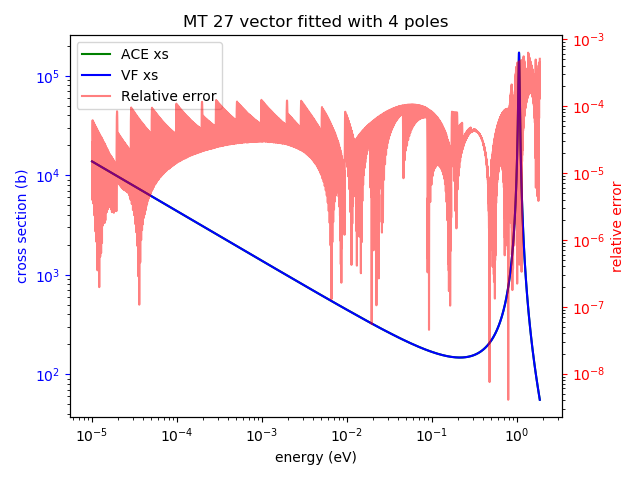 MT 27 vector fitted with 4 poles
ACE xs
VF xs
Relative error
cross section (b)
10^5
10^4
10^3
10^2
10^-3
10^-4
10^-5
10^-6
10^-7
10^-8
relative error
10^-5 10^-4 10^-3 10^-2 10^-1 10^0
energy (eV)